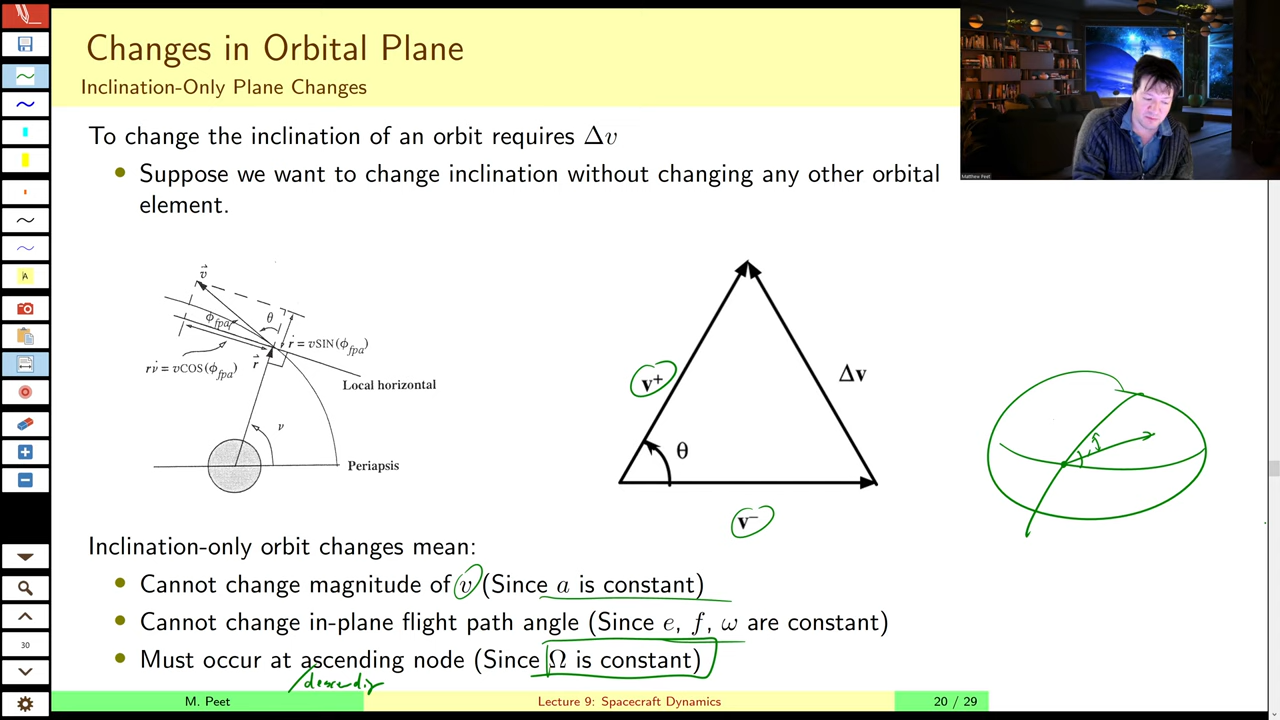 Changes in Orbital Plane
Inclination-Only Plane Changes
Matthew Peet
To change the inclination of an orbit requires Δv
• Suppose we want to change inclination without changing any other orbital
element.
v⃗
ϕfpa
θ
ṙ = vSIN(ϕfpa)
r⃗
rν̇ = vCOS(ϕfpa)
Local horizontal
ν
Periapsis
v⁺
Δv
θ
v⁻
i
Inclination-only orbit changes mean:
• Cannot change magnitude of v (Since a is constant)
• Cannot change in-plane flight path angle (Since e, f, ω are constant)
• Must occur at ascending node (Since Ω is constant)
/descendig
M. Peet
Lecture 9: Spacecraft Dynamics
20 / 29
A
30